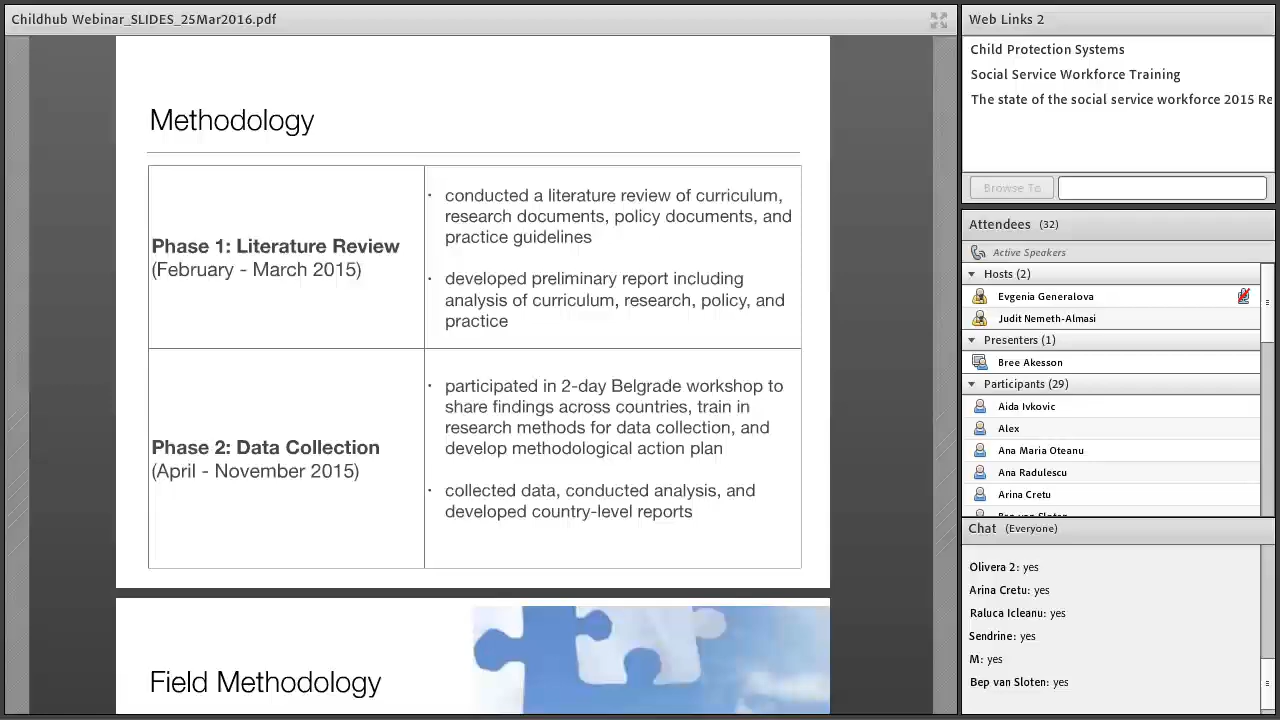 Childhub Webinar_SLIDES_25Mar2016.pdf
Methodology
Phase 1: Literature Review
(February - March 2015)
· conducted a literature review of curriculum,
research documents, policy documents, and
practice guidelines
· developed preliminary report including
analysis of curriculum, research, policy, and
practice
Phase 2: Data Collection
(April - November 2015)
· participated in 2-day Belgrade workshop to
share findings across countries, train in
research methods for data collection, and
develop methodological action plan
· collected data, conducted analysis, and
developed country-level reports
Field Methodology
Web Links 2
Child Protection Systems
Social Service Workforce Training
The state of the social service workforce 2015 Re
Browse To
Attendees (32)
Active Speakers
Hosts (2)
Evgenia Generalova
Judit Nemeth-Almasi
Presenters (1)
Bree Akesson
Participants (29)
Aida Ivkovic
Alex
Ana Maria Oteanu
Ana Radulescu
Arina Cretu
Bep van Sloten
Chat (Everyone)
Olivera 2: yes
Arina Cretu: yes
Raluca Icleanu: yes
Sendrine: yes
M: yes
Bep van Sloten: yes